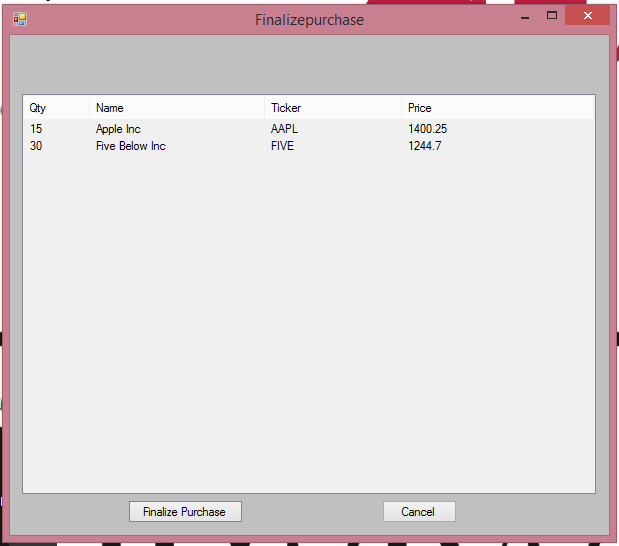 Finalizepurchase
Qty Name Ticker Price
15 Apple Inc AAPL 1400.25
30 Five Below Inc FIVE 1244.7
Finalize Purchase Cancel